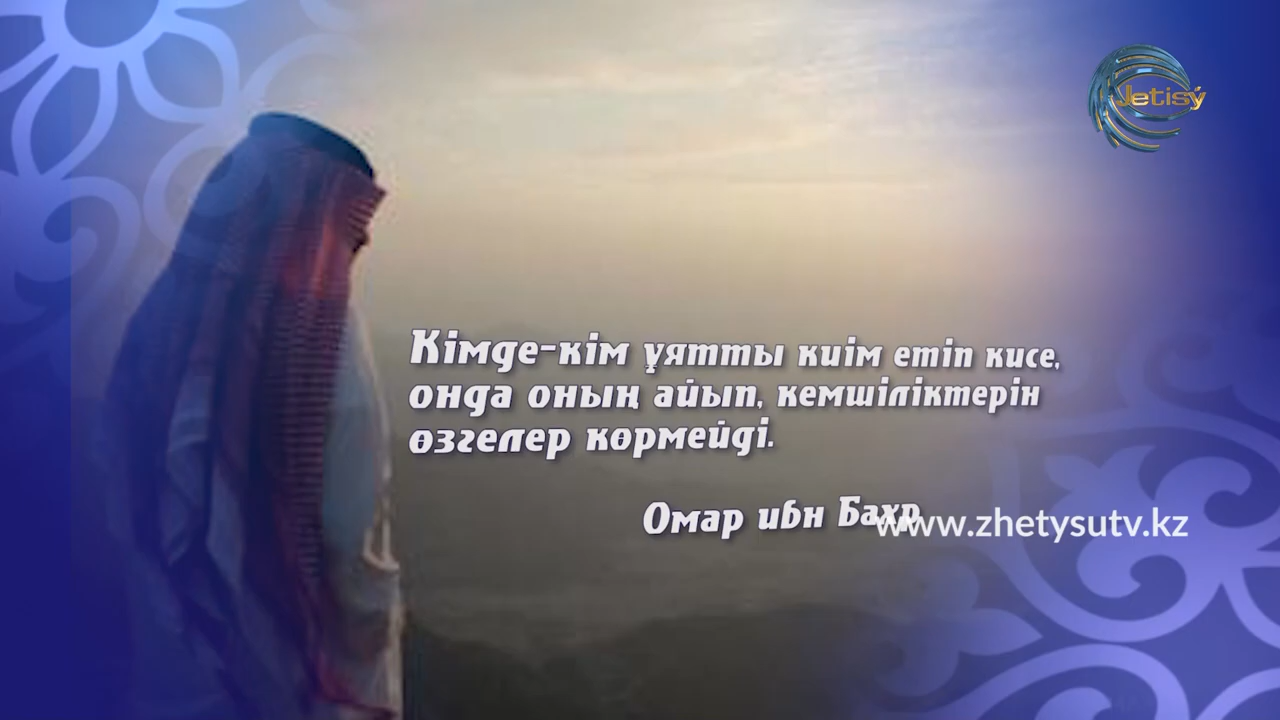 Jetisý
Кімде-кім ұятты киім етіп кисе,
онда оның айып, кемшіліктерін
өзгелер көрмейді.
Омар ибн Бахр
www.zhetysutv.kz